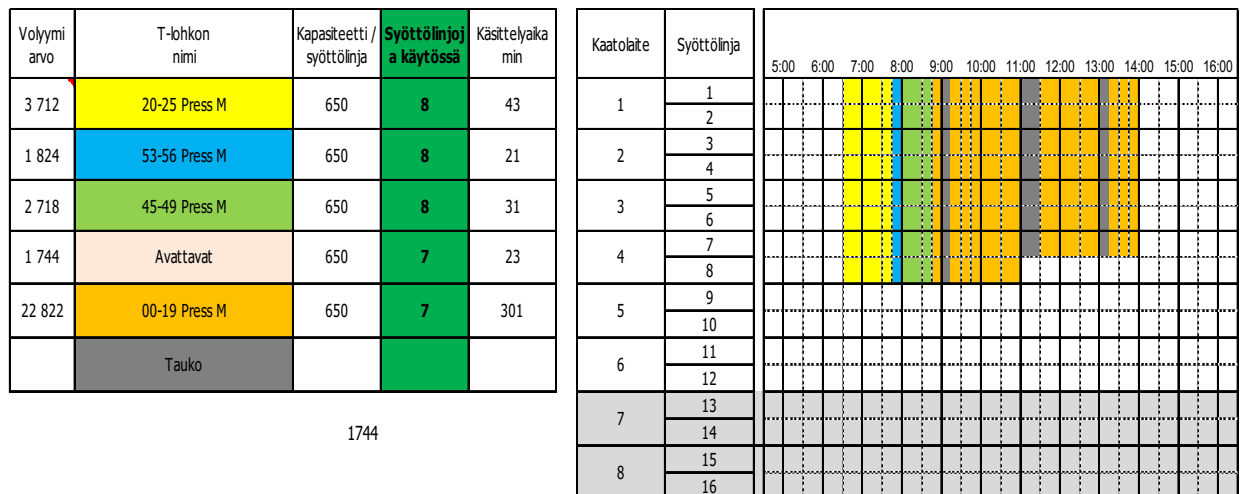 Volyymi arvo T-lohkon nimi Kapasiteetti / syöttölinja Syöttölinjoj a käytössä Käsittelyaika min
3 712 20-25 Press M 650 8 43
1 824 53-56 Press M 650 8 21
2 718 45-49 Press M 650 8 31
1 744 Avattavat 650 7 23
22 822 00-19 Press M 650 7 301
Tauko
1744
Kaatolaite Syöttölinja 5:00 6:00 7:00 8:00 9:00 10:00 11:00 12:00 13:00 14:00 15:00 16:00
1 1
2
2 3
4
3 5
6
4 7
8
5 9
10
6 11
12
7 13
14
8 15
16